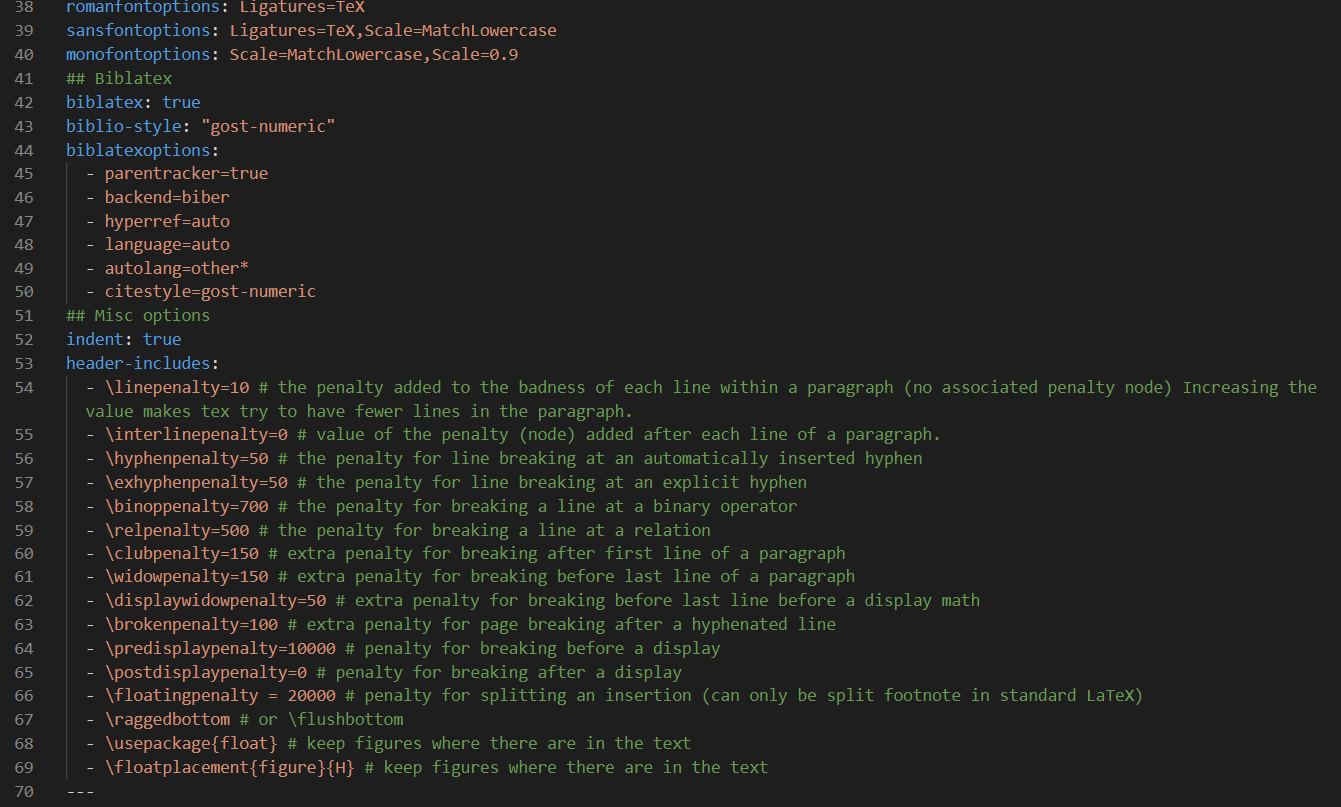 38 romanfontoptions: Ligatures=TeX
39 sansfontoptions: Ligatures=TeX,Scale=MatchLowercase
40 monofontoptions: Scale=MatchLowercase,Scale=0.9
41 ## Biblatex
42 biblatex: true
43 biblio-style: "gost-numeric"
44 biblatexoptions:
45 - parentracker=true
46 - backend=biber
47 - hyperref=auto
48 - language=auto
49 - autolang=other*
50 - citestyle=gost-numeric
51 ## Misc options
52 indent: true
53 header-includes:
54 - \linepenalty=10 # the penalty added to the badness of each line within a paragraph (no associated penalty node) Increasing the
value makes tex try to have fewer lines in the paragraph.
55 - \interlinepenalty=0 # value of the penalty (node) added after each line of a paragraph.
56 - \hyphenpenalty=50 # the penalty for line breaking at an automatically inserted hyphen
57 - \exhyphenpenalty=50 # the penalty for line breaking at an explicit hyphen
58 - \binoppenalty=700 # the penalty for breaking a line at a binary operator
59 - \relpenalty=500 # the penalty for breaking a line at a relation
60 - \clubpenalty=150 # extra penalty for breaking after first line of a paragraph
61 - \widowpenalty=150 # extra penalty for breaking before last line of a paragraph
62 - \displaywidowpenalty=50 # extra penalty for breaking before last line before a display math
63 - \brokenpenalty=100 # extra penalty for page breaking after a hyphenated line
64 - \predisplaypenalty=10000 # penalty for breaking before a display
65 - \postdisplaypenalty=0 # penalty for breaking after a display
66 - \floatingpenalty = 20000 # penalty for splitting an insertion (can only be split footnote in standard LaTeX)
67 - \raggedbottom # or \flushbottom
68 - \usepackage{float} # keep figures where there are in the text
69 - \floatplacement{figure}{H} # keep figures where there are in the text
70 ---